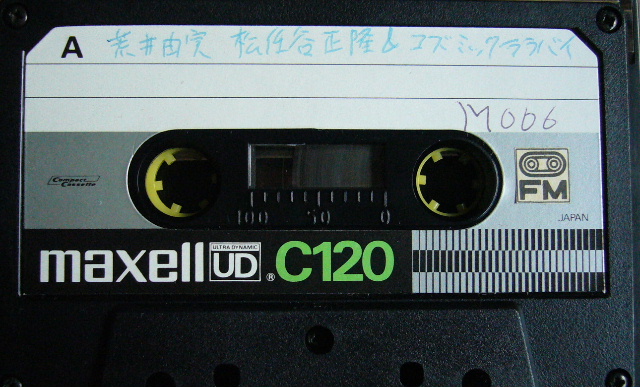 A 荒井由実 松任谷正隆& コズミックララバイ
M006
Compact Cassette
FM
100 50 0
JAPAN
maxell ULTRA DYNAMIC UD ® C120